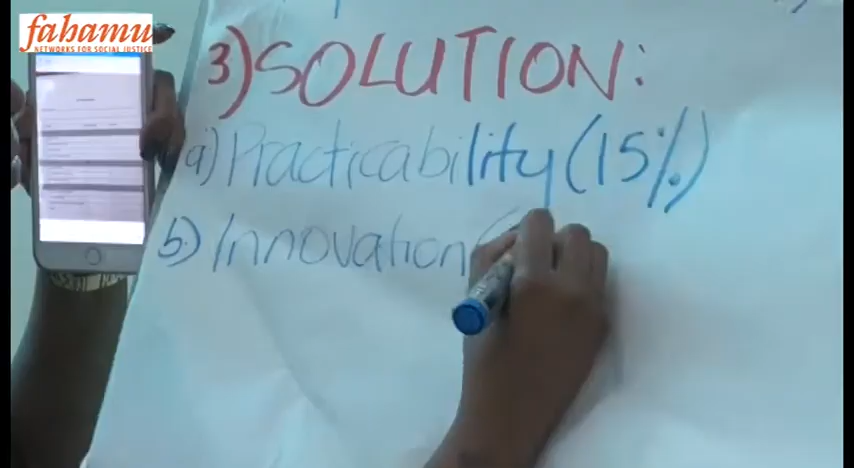 fahamu
NETWORKS FOR SOCIAL JUSTICE
3) SOLUTION:
a) Practicability (15%)
b) Innovation (